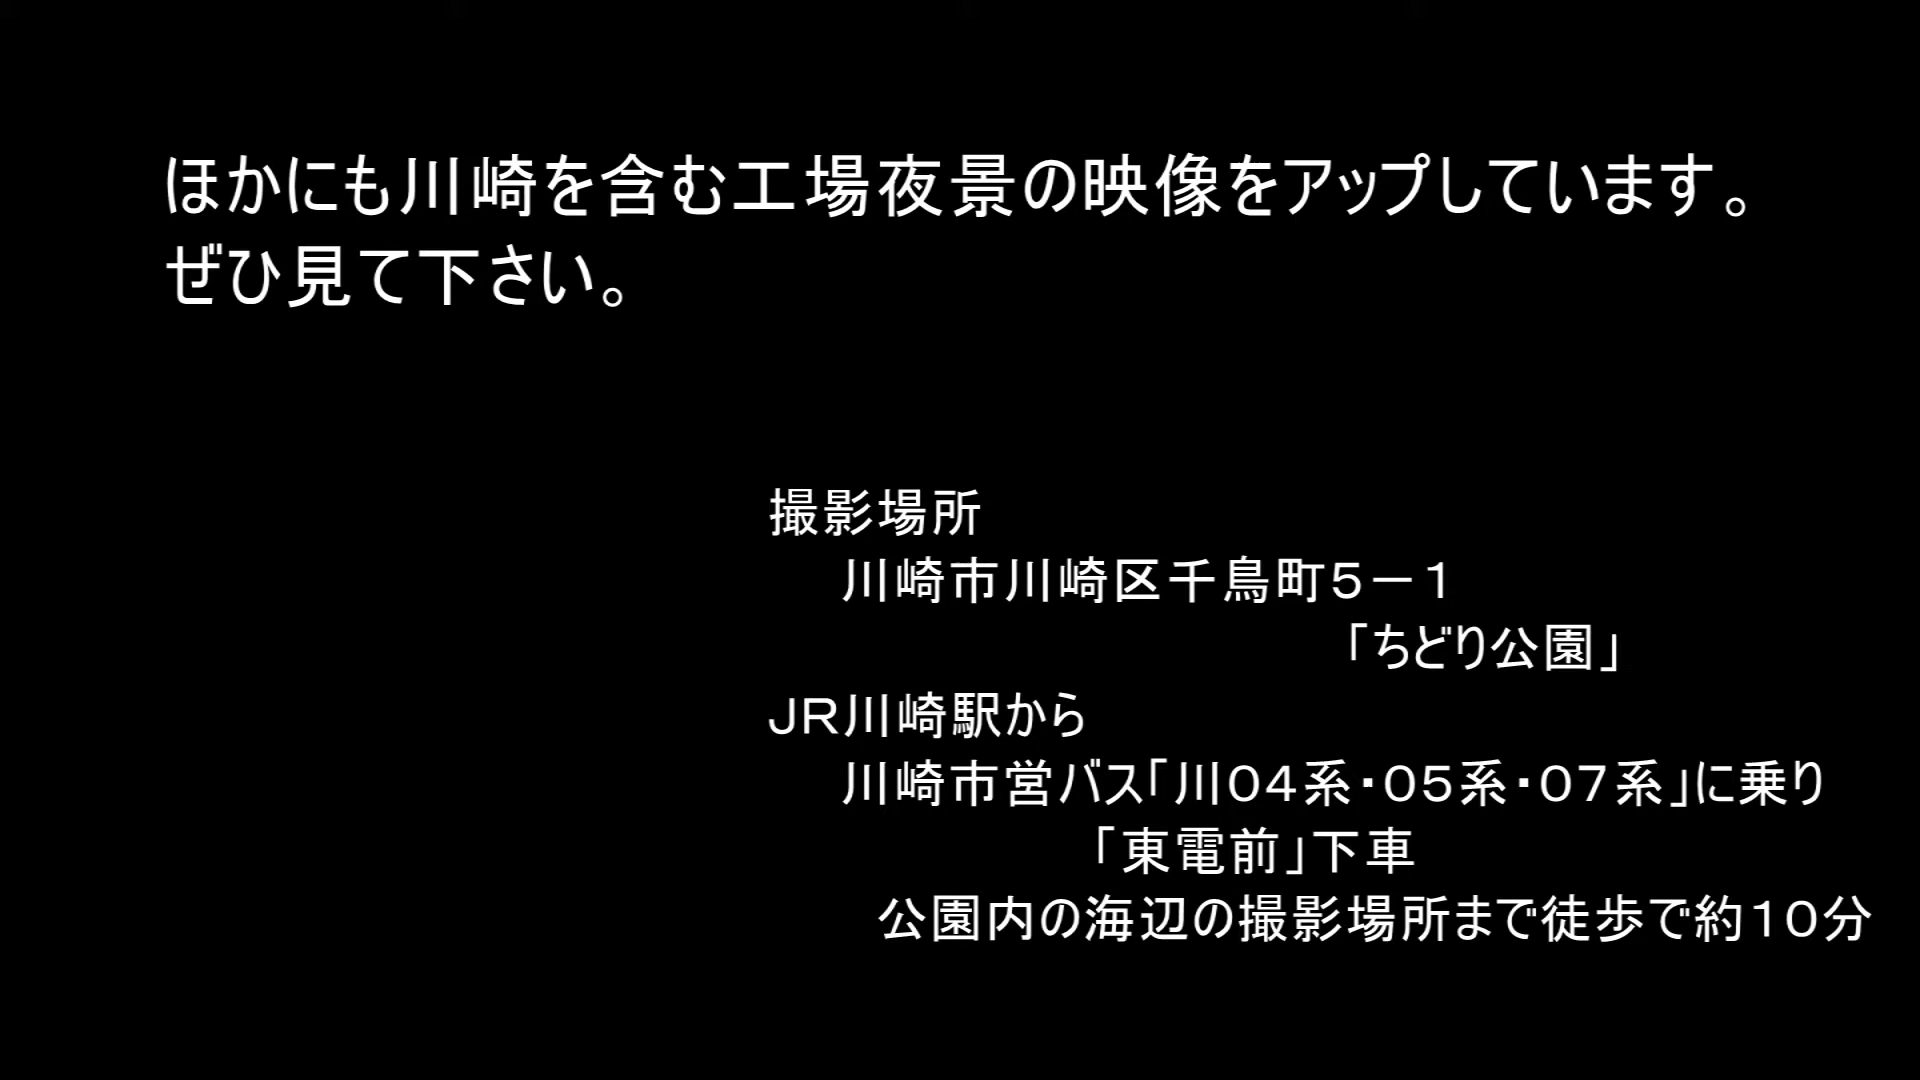 ほかにも川崎を含む工場夜景の映像をアップしています。
ぜひ見て下さい。
撮影場所
川崎市川崎区千鳥町５－１
「ちどり公園」
ＪＲ川崎駅から
川崎市営バス「川０４系・０５系・０７系」に乗り
「東電前」下車
公園内の海辺の撮影場所まで徒歩で約１０分